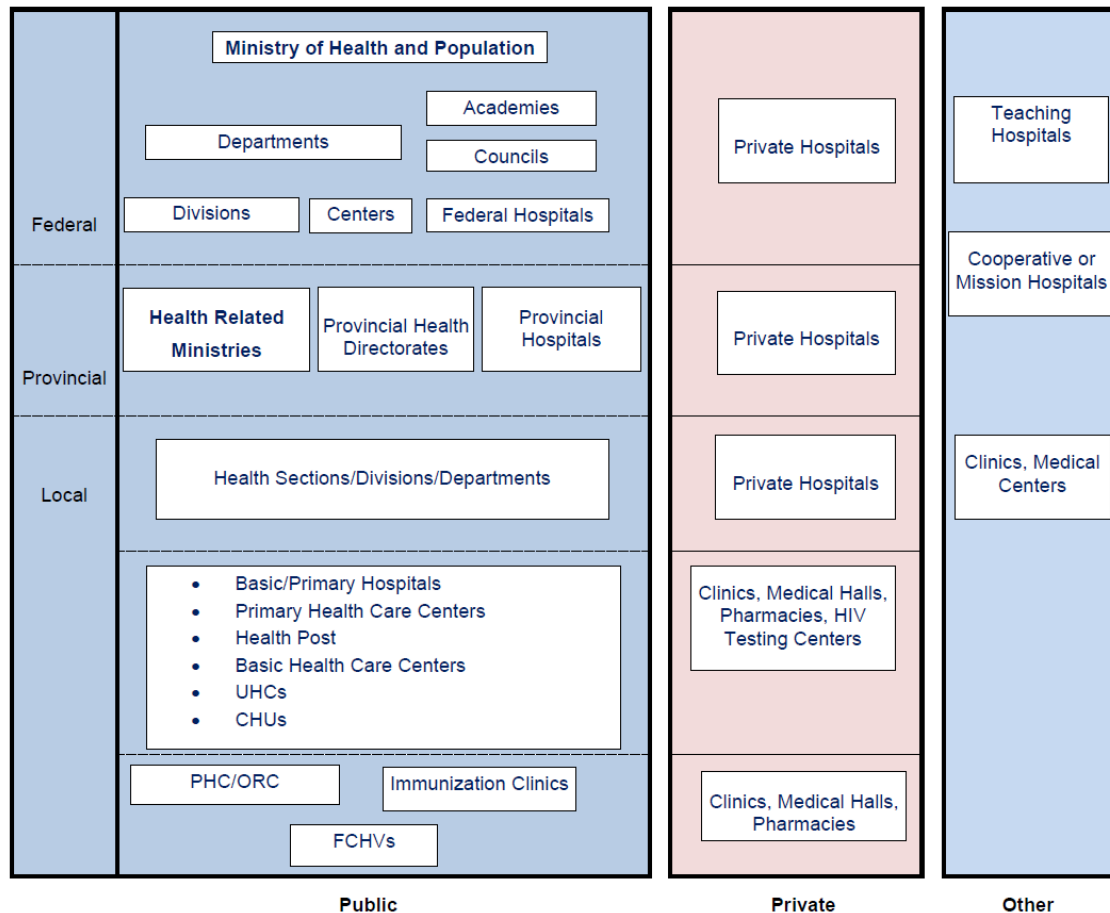 Ministry of Health and Population
Academies
Departments
Councils
Divisions
Centers
Federal Hospitals
Federal
Private Hospitals
Teaching
Hospitals
Cooperative or
Mission Hospitals
Health Related
Ministries
Provincial Health
Directorates
Provincial
Hospitals
Provincial
Private Hospitals
Health Sections/Divisions/Departments
Local
Private Hospitals
Clinics, Medical
Centers
• Basic/Primary Hospitals
• Primary Health Care Centers
• Health Post
• Basic Health Care Centers
• UHCs
• CHUs
Clinics, Medical Halls,
Pharmacies, HIV
Testing Centers
PHC/ORC
Immunization Clinics
FCHVs
Clinics, Medical Halls,
Pharmacies
Public
Private
Other